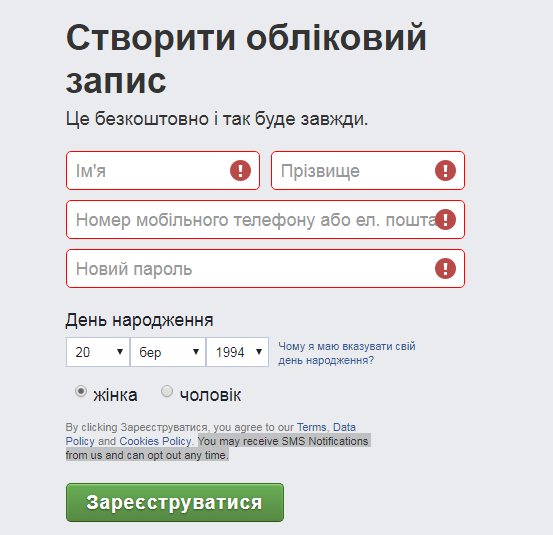 Створити обліковий
запис
Це безкоштовно і так буде завжди.
Ім'я Прізвище
Номер мобільного телефону або ел. пошта
Новий пароль
День народження
20 бер 1994 Чому я маю вказувати свій
день народження?
жінка чоловік
By clicking Зареєструватися, you agree to our Terms, Data
Policy and Cookies Policy. You may receive SMS Notifications
from us and can opt out any time.
Зареєструватися